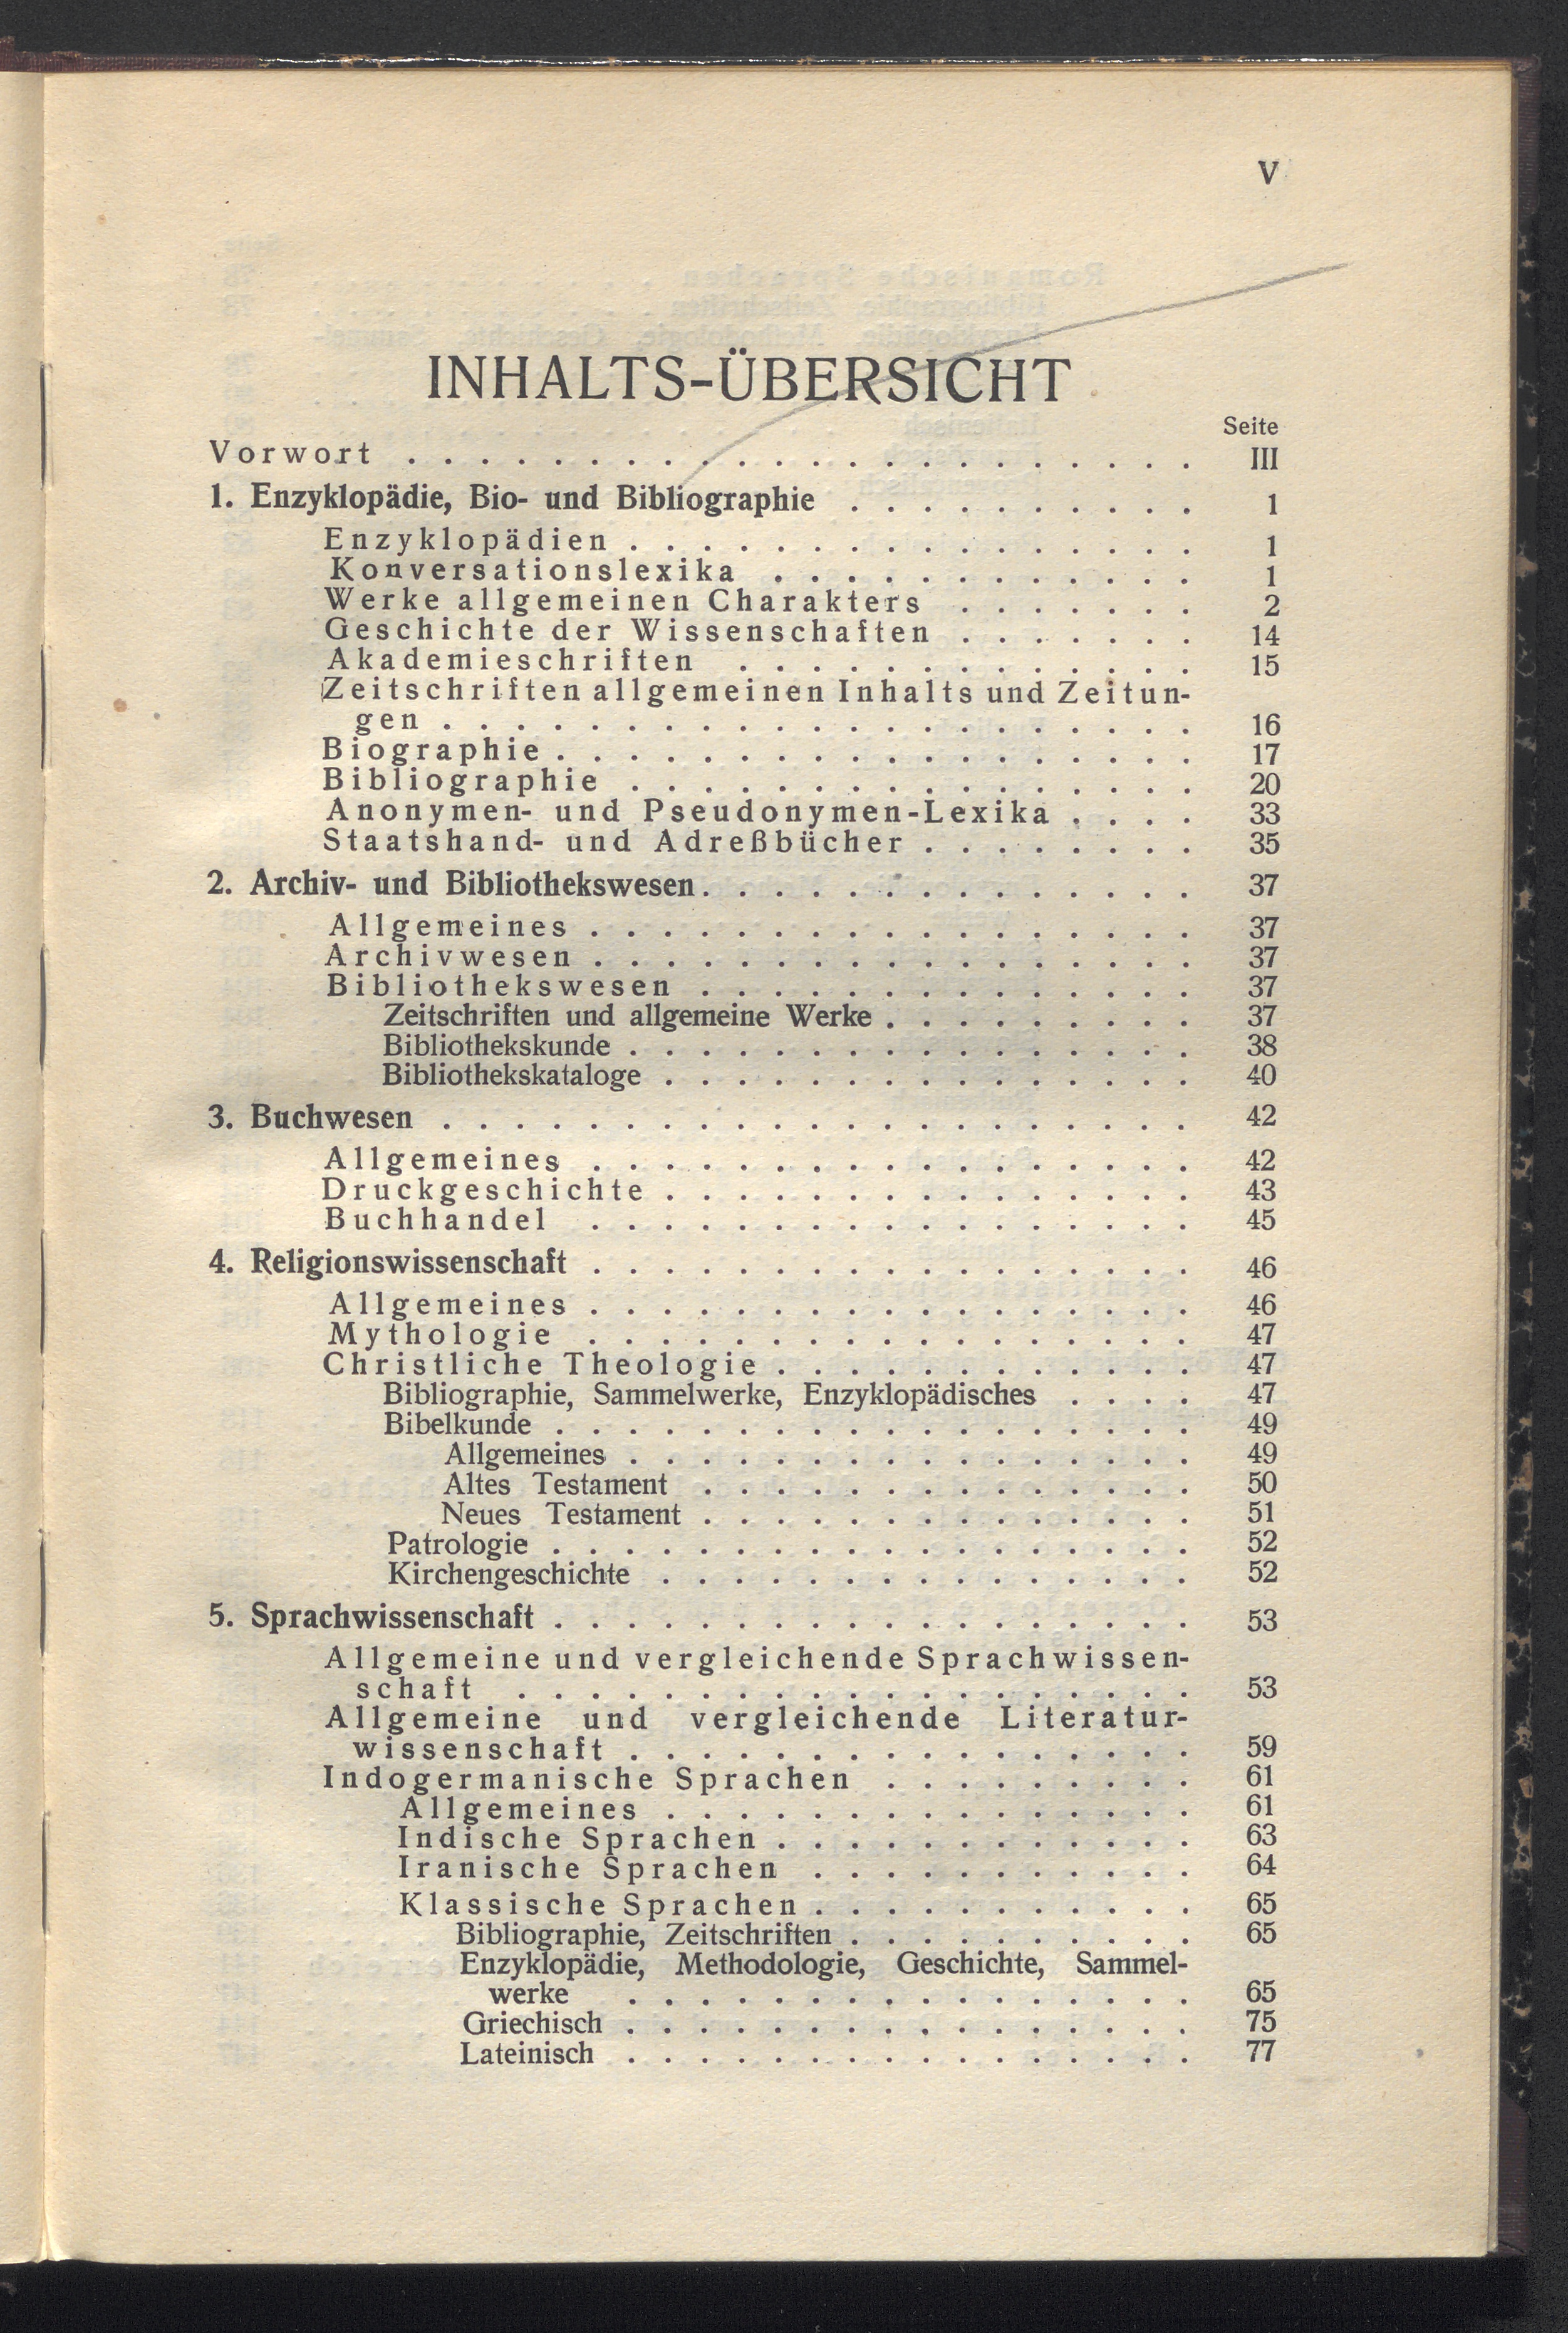 V
INHALTS-ÜBERSICHT
Seite
Vorwort . . . . . . . . . . . . . . . . . . . . . . III
1. Enzyklopädie, Bio- und Bibliographie . . . . . . . . . . 1
Enzyklopädien . . . . . . . . . . . . . . . . 1
Konversationslexika . . . . . . . . . . . . 1
Werke allgemeinen Charakters . . . . . . . 2
Geschichte der Wissenschaften . . . . . . . 14
Akademieschriften . . . . . . . . . . . . . 15
Zeitschriften allgemeinen Inhalts und Zeitun-
gen . . . . . . . . . . . . . . . . . . . . . 16
Biographie . . . . . . . . . . . . . . . . . . 17
Bibliographie . . . . . . . . . . . . . . . . 20
Anonymen- und Pseudonymen-Lexika . . . . 33
Staatshand- und Adreßbücher . . . . . . . . 35
2. Archiv- und Bibliothekswesen . . . . . . . . . . . . . . 37
Allgemeines . . . . . . . . . . . . . . . . . 37
Archivwesen . . . . . . . . . . . . . . . . . 37
Bibliothekswesen . . . . . . . . . . . . . . 37
Zeitschriften und allgemeine Werke . . . . . . . . . 37
Bibliothekskunde . . . . . . . . . . . . . . . . 38
Bibliothekskataloge . . . . . . . . . . . . . . . 40
3. Buchwesen . . . . . . . . . . . . . . . . . . . . . 42
Allgemeines . . . . . . . . . . . . . . . . . 42
Druckgeschichte . . . . . . . . . . . . . . . 43
Buchhandel . . . . . . . . . . . . . . . . . 45
4. Religionswissenschaft . . . . . . . . . . . . . . . . . 46
Allgemeines . . . . . . . . . . . . . . . . . 46
Mythologie . . . . . . . . . . . . . . . . . 47
Christliche Theologie . . . . . . . . . . . . 47
Bibliographie, Sammelwerke, Enzyklopädisches . . . . 47
Bibelkunde . . . . . . . . . . . . . . . . . . 49
Allgemeines . . . . . . . . . . . . . . . . 49
Altes Testament . . . . . . . . . . . . . . 50
Neues Testament . . . . . . . . . . . . . . 51
Patrologie . . . . . . . . . . . . . . . . . . 52
Kirchengeschichte . . . . . . . . . . . . . . . 52
5. Sprachwissenschaft . . . . . . . . . . . . . . . . . . 53
Allgemeine und vergleichende Sprachwissen-
schaft . . . . . . . . . . . . . . . . . . . 53
Allgemeine und vergleichende Literatur-
wissenschaft . . . . . . . . . . . . . . . . 59
Indogermanische Sprachen . . . . . . . . . 61
Allgemeines . . . . . . . . . . . . . . . 61
Indische Sprachen . . . . . . . . . . . . 63
Iranische Sprachen . . . . . . . . . . . 64
Klassische Sprachen . . . . . . . . . . . 65
Bibliographie, Zeitschriften . . . . . . . . . . 65
Enzyklopädie, Methodologie, Geschichte, Sammel-
werke . . . . . . . . . . . . . . . . 65
Griechisch . . . . . . . . . . . . . . . . 75
Lateinisch . . . . . . . . . . . . . . . . 77